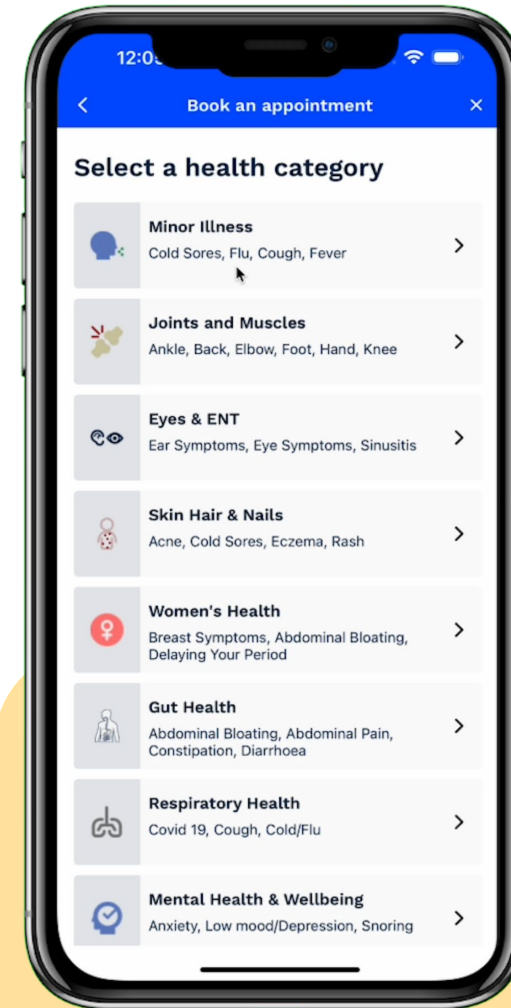 Book an appointment
Select a health category
Minor Illness
Cold Sores, Flu, Cough, Fever
Joints and Muscles
Ankle, Back, Elbow, Foot, Hand, Knee
Eyes & ENT
Ear Symptoms, Eye Symptoms, Sinusitis
Skin Hair & Nails
Acne, Cold Sores, Eczema, Rash
Women's Health
Breast Symptoms, Abdominal Bloating,
Delaying Your Period
Gut Health
Abdominal Bloating, Abdominal Pain,
Constipation, Diarrhoea
Respiratory Health
Covid 19, Cough, Cold/Flu
Mental Health & Wellbeing
Anxiety, Low mood/Depression, Snoring